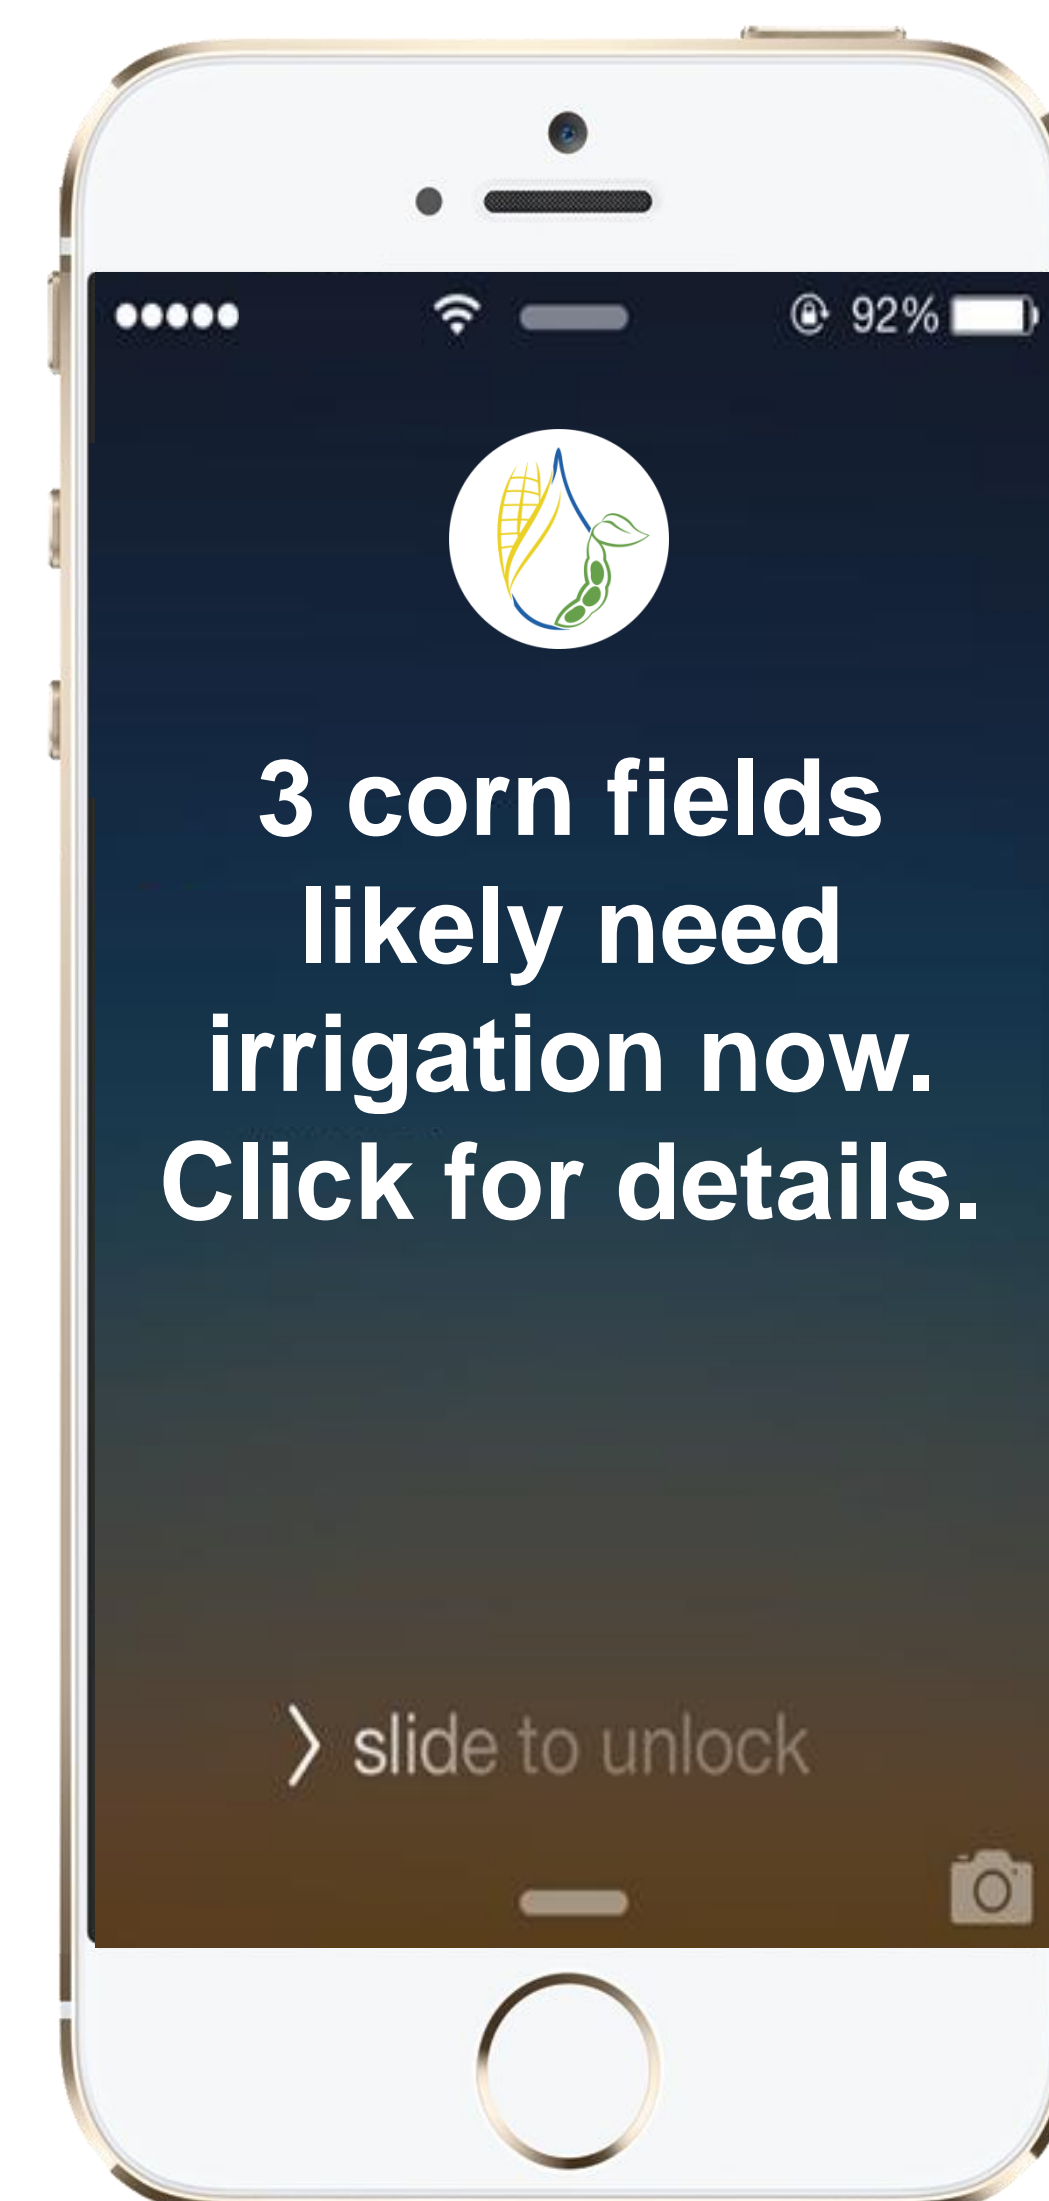 92%
3 corn fields
likely need
irrigation now.
Click for details.
slide to unlock